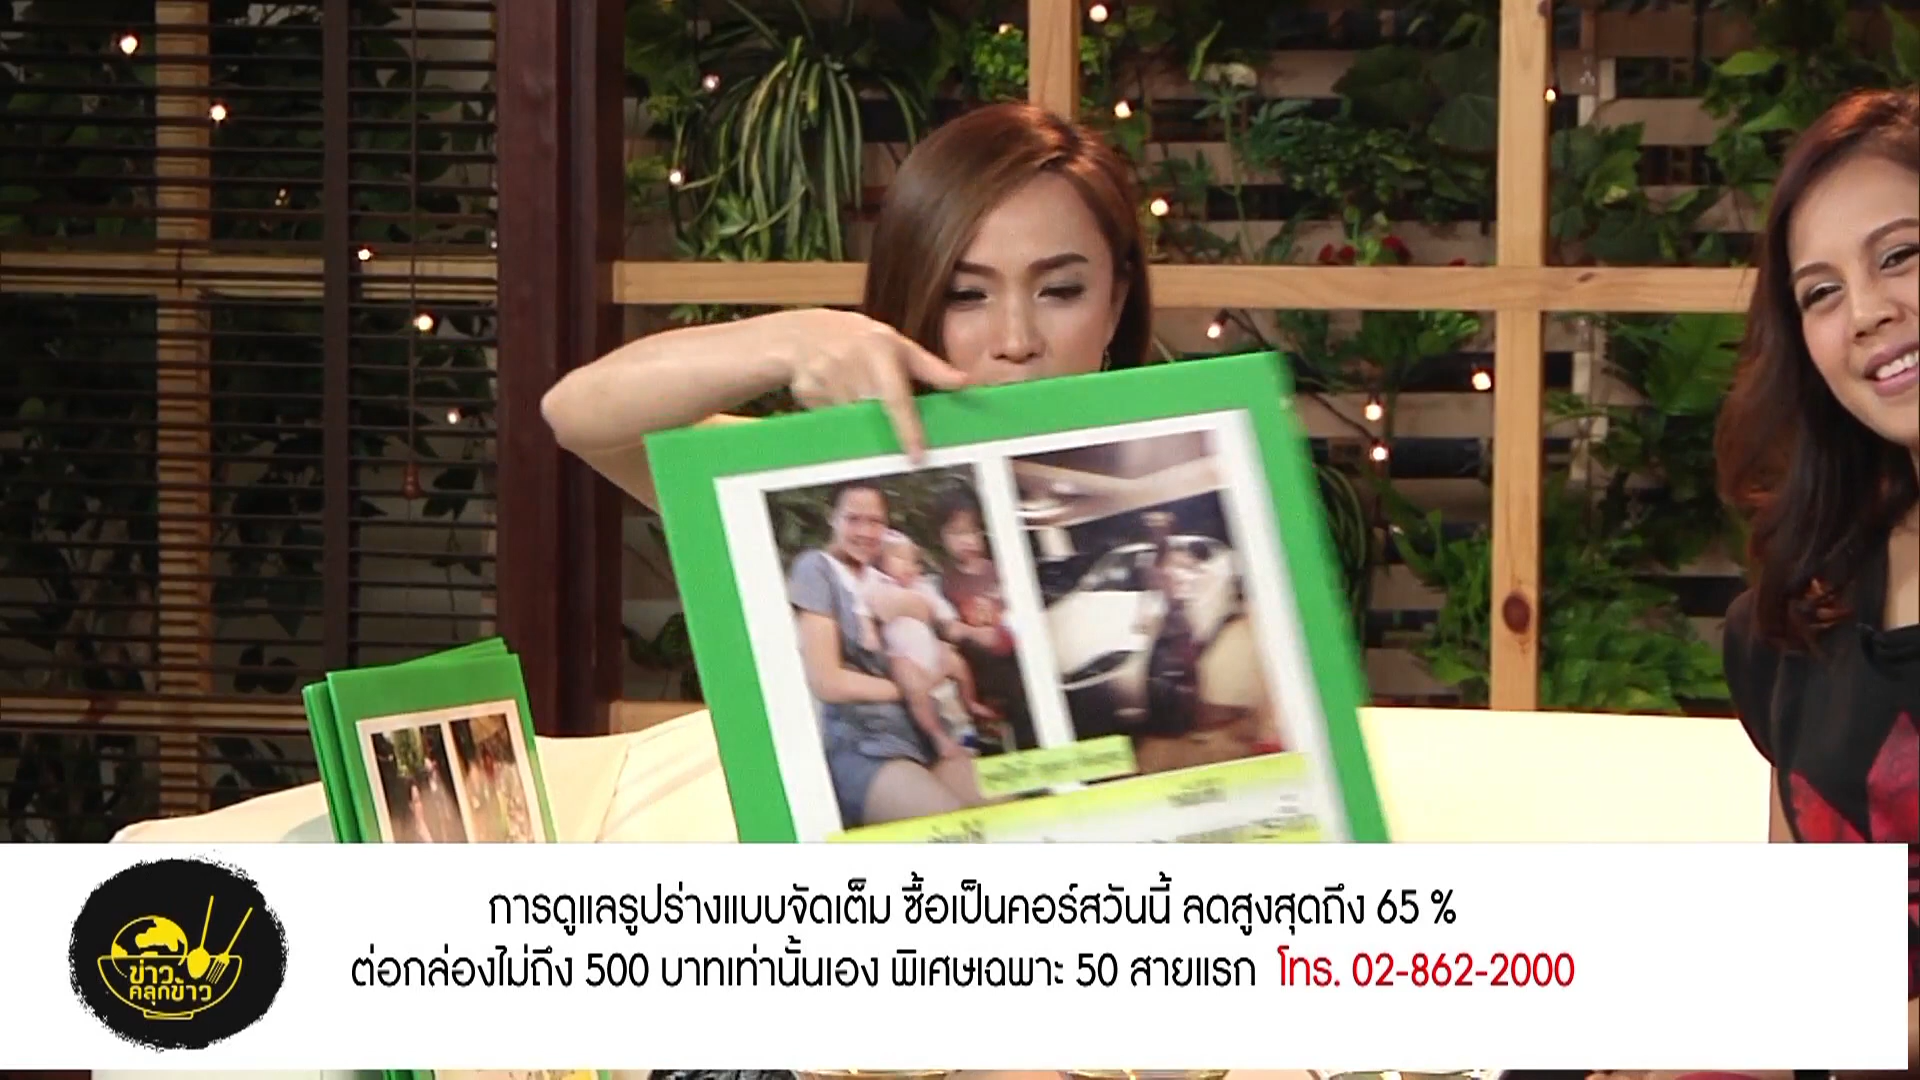 การดูแลรูปร่างแบบจัดเต็ม ซื้อเป็นคอร์สวันนี้ ลดสูงสุดถึง 65 %
ต่อกล่องไม่ถึง 500 บาทเท่านั้นเอง พิเศษเฉพาะ 50 สายแรก โทร. 02-862-2000
ข่าว
คลุกข้าว